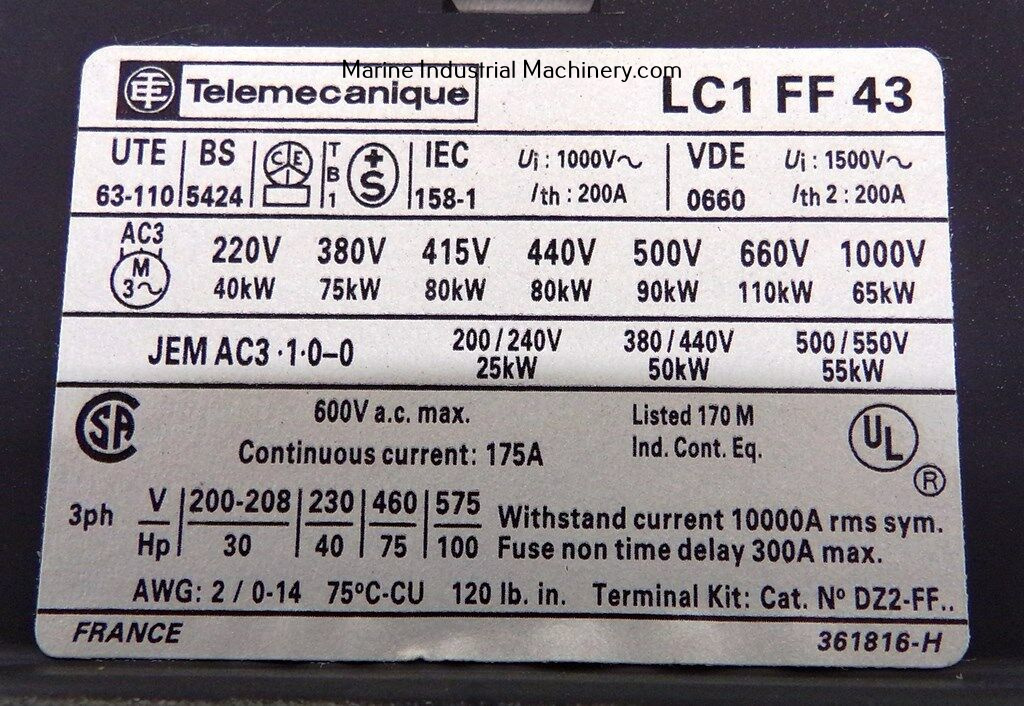 Marine Industrial Machinery.com
Telemecanique LC1 FF 43
UTE BS CEE T B 1 +S IEC Ui : 1000V~ VDE Ui : 1500V~
63-110 5424 158-1 Ith : 200A 0660 Ith 2 : 200A
AC3 220V 380V 415V 440V 500V 660V 1000V
M 3~ 40kW 75kW 80kW 80kW 90kW 110kW 65kW
JEM AC3 ·1·0–0 200/240V 380/440V 500/550V
25kW 50kW 55kW
SA 600V a.c. max. Listed 170 M UL
Continuous current: 175A Ind. Cont. Eq. ®
3ph V 200-208 230 460 575 Withstand current 10000A rms sym.
Hp 30 40 75 100 Fuse non time delay 300A max.
AWG: 2 / 0-14 75ºC-CU 120 lb. in. Terminal Kit: Cat. Nº DZ2-FF..
FRANCE 361816-H